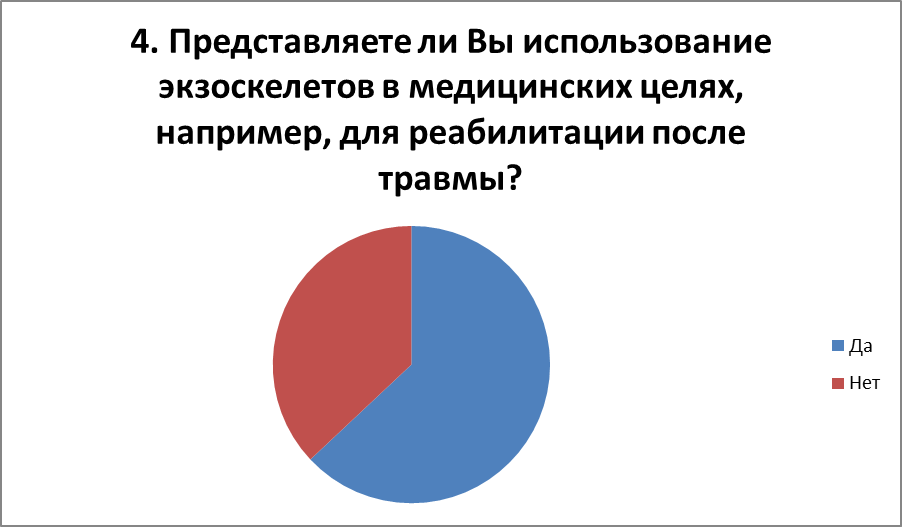 4. Представляете ли Вы использование
экзоскелетов в медицинских целях,
например, для реабилитации после
травмы?
Да
Нет